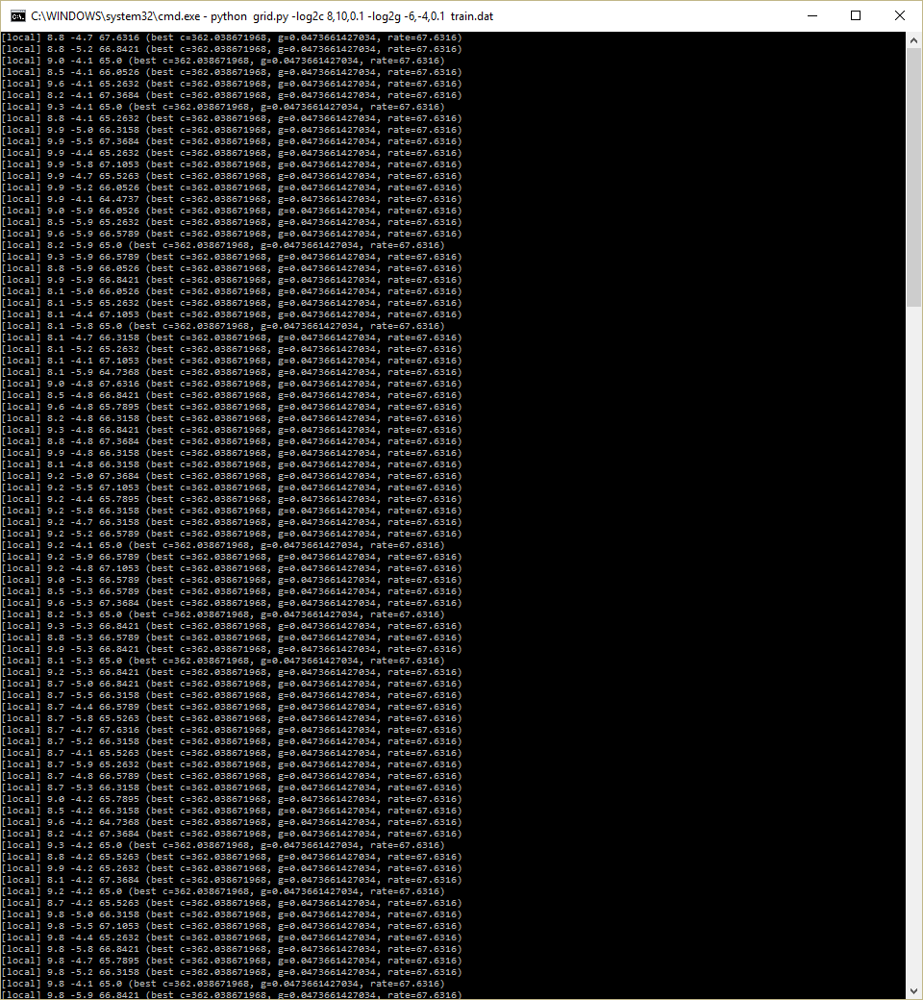 C:\WINDOWS\system32\cmd.exe - python  grid.py -log2c 8,10,0.1 -log2g -6,-4,0.1  train.dat
[local] 8.8 -4.7 67.6316 (best c=362.038671968, g=0.0473661427034, rate=67.6316)
[local] 8.8 -5.2 66.8421 (best c=362.038671968, g=0.0473661427034, rate=67.6316)
[local] 9.0 -4.1 65.0 (best c=362.038671968, g=0.0473661427034, rate=67.6316)
[local] 8.5 -4.1 66.0526 (best c=362.038671968, g=0.0473661427034, rate=67.6316)
[local] 9.6 -4.1 65.2632 (best c=362.038671968, g=0.0473661427034, rate=67.6316)
[local] 8.2 -4.1 67.3684 (best c=362.038671968, g=0.0473661427034, rate=67.6316)
[local] 9.3 -4.1 65.0 (best c=362.038671968, g=0.0473661427034, rate=67.6316)
[local] 8.8 -4.1 65.2632 (best c=362.038671968, g=0.0473661427034, rate=67.6316)
[local] 9.9 -5.0 66.3158 (best c=362.038671968, g=0.0473661427034, rate=67.6316)
[local] 9.9 -5.5 67.3684 (best c=362.038671968, g=0.0473661427034, rate=67.6316)
[local] 9.9 -4.4 65.2632 (best c=362.038671968, g=0.0473661427034, rate=67.6316)
[local] 9.9 -5.8 67.1053 (best c=362.038671968, g=0.0473661427034, rate=67.6316)
[local] 9.9 -4.7 65.5263 (best c=362.038671968, g=0.0473661427034, rate=67.6316)
[local] 9.9 -5.2 66.0526 (best c=362.038671968, g=0.0473661427034, rate=67.6316)
[local] 9.9 -4.1 64.4737 (best c=362.038671968, g=0.0473661427034, rate=67.6316)
[local] 9.0 -5.9 66.0526 (best c=362.038671968, g=0.0473661427034, rate=67.6316)
[local] 8.5 -5.9 65.2632 (best c=362.038671968, g=0.0473661427034, rate=67.6316)
[local] 9.6 -5.9 66.5789 (best c=362.038671968, g=0.0473661427034, rate=67.6316)
[local] 8.2 -5.9 65.0 (best c=362.038671968, g=0.0473661427034, rate=67.6316)
[local] 9.3 -5.9 66.5789 (best c=362.038671968, g=0.0473661427034, rate=67.6316)
[local] 8.8 -5.9 66.0526 (best c=362.038671968, g=0.0473661427034, rate=67.6316)
[local] 9.9 -5.9 66.8421 (best c=362.038671968, g=0.0473661427034, rate=67.6316)
[local] 8.1 -5.0 66.0526 (best c=362.038671968, g=0.0473661427034, rate=67.6316)
[local] 8.1 -5.5 65.2632 (best c=362.038671968, g=0.0473661427034, rate=67.6316)
[local] 8.1 -4.4 67.1053 (best c=362.038671968, g=0.0473661427034, rate=67.6316)
[local] 8.1 -5.8 65.0 (best c=362.038671968, g=0.0473661427034, rate=67.6316)
[local] 8.1 -4.7 66.3158 (best c=362.038671968, g=0.0473661427034, rate=67.6316)
[local] 8.1 -5.2 65.2632 (best c=362.038671968, g=0.0473661427034, rate=67.6316)
[local] 8.1 -4.1 67.1053 (best c=362.038671968, g=0.0473661427034, rate=67.6316)
[local] 8.1 -5.9 64.7368 (best c=362.038671968, g=0.0473661427034, rate=67.6316)
[local] 9.0 -4.8 67.6316 (best c=362.038671968, g=0.0473661427034, rate=67.6316)
[local] 8.5 -4.8 66.8421 (best c=362.038671968, g=0.0473661427034, rate=67.6316)
[local] 9.6 -4.8 65.7895 (best c=362.038671968, g=0.0473661427034, rate=67.6316)
[local] 8.2 -4.8 66.3158 (best c=362.038671968, g=0.0473661427034, rate=67.6316)
[local] 9.3 -4.8 66.8421 (best c=362.038671968, g=0.0473661427034, rate=67.6316)
[local] 8.8 -4.8 67.3684 (best c=362.038671968, g=0.0473661427034, rate=67.6316)
[local] 9.9 -4.8 66.3158 (best c=362.038671968, g=0.0473661427034, rate=67.6316)
[local] 8.1 -4.8 66.3158 (best c=362.038671968, g=0.0473661427034, rate=67.6316)
[local] 9.2 -5.0 67.3684 (best c=362.038671968, g=0.0473661427034, rate=67.6316)
[local] 9.2 -5.5 67.1053 (best c=362.038671968, g=0.0473661427034, rate=67.6316)
[local] 9.2 -4.4 65.7895 (best c=362.038671968, g=0.0473661427034, rate=67.6316)
[local] 9.2 -5.8 66.3158 (best c=362.038671968, g=0.0473661427034, rate=67.6316)
[local] 9.2 -4.7 66.3158 (best c=362.038671968, g=0.0473661427034, rate=67.6316)
[local] 9.2 -5.2 66.5789 (best c=362.038671968, g=0.0473661427034, rate=67.6316)
[local] 9.2 -4.1 65.0 (best c=362.038671968, g=0.0473661427034, rate=67.6316)
[local] 9.2 -5.9 66.5789 (best c=362.038671968, g=0.0473661427034, rate=67.6316)
[local] 9.2 -4.8 67.1053 (best c=362.038671968, g=0.0473661427034, rate=67.6316)
[local] 9.0 -5.3 66.5789 (best c=362.038671968, g=0.0473661427034, rate=67.6316)
[local] 8.5 -5.3 66.5789 (best c=362.038671968, g=0.0473661427034, rate=67.6316)
[local] 9.6 -5.3 67.3684 (best c=362.038671968, g=0.0473661427034, rate=67.6316)
[local] 8.2 -5.3 65.0 (best c=362.038671968, g=0.0473661427034, rate=67.6316)
[local] 9.3 -5.3 66.8421 (best c=362.038671968, g=0.0473661427034, rate=67.6316)
[local] 8.8 -5.3 66.5789 (best c=362.038671968, g=0.0473661427034, rate=67.6316)
[local] 9.9 -5.3 66.8421 (best c=362.038671968, g=0.0473661427034, rate=67.6316)
[local] 8.1 -5.3 65.0 (best c=362.038671968, g=0.0473661427034, rate=67.6316)
[local] 9.2 -5.3 66.8421 (best c=362.038671968, g=0.0473661427034, rate=67.6316)
[local] 8.7 -5.0 66.8421 (best c=362.038671968, g=0.0473661427034, rate=67.6316)
[local] 8.7 -5.5 66.3158 (best c=362.038671968, g=0.0473661427034, rate=67.6316)
[local] 8.7 -4.4 66.5789 (best c=362.038671968, g=0.0473661427034, rate=67.6316)
[local] 8.7 -5.8 65.5263 (best c=362.038671968, g=0.0473661427034, rate=67.6316)
[local] 8.7 -4.7 67.6316 (best c=362.038671968, g=0.0473661427034, rate=67.6316)
[local] 8.7 -5.2 66.3158 (best c=362.038671968, g=0.0473661427034, rate=67.6316)
[local] 8.7 -4.1 65.5263 (best c=362.038671968, g=0.0473661427034, rate=67.6316)
[local] 8.7 -5.9 65.2632 (best c=362.038671968, g=0.0473661427034, rate=67.6316)
[local] 8.7 -4.8 66.5789 (best c=362.038671968, g=0.0473661427034, rate=67.6316)
[local] 8.7 -5.3 66.3158 (best c=362.038671968, g=0.0473661427034, rate=67.6316)
[local] 9.0 -4.2 65.7895 (best c=362.038671968, g=0.0473661427034, rate=67.6316)
[local] 8.5 -4.2 66.3158 (best c=362.038671968, g=0.0473661427034, rate=67.6316)
[local] 9.6 -4.2 64.7368 (best c=362.038671968, g=0.0473661427034, rate=67.6316)
[local] 8.2 -4.2 67.3684 (best c=362.038671968, g=0.0473661427034, rate=67.6316)
[local] 9.3 -4.2 65.0 (best c=362.038671968, g=0.0473661427034, rate=67.6316)
[local] 8.8 -4.2 65.5263 (best c=362.038671968, g=0.0473661427034, rate=67.6316)
[local] 9.9 -4.2 65.2632 (best c=362.038671968, g=0.0473661427034, rate=67.6316)
[local] 8.1 -4.2 67.3684 (best c=362.038671968, g=0.0473661427034, rate=67.6316)
[local] 9.2 -4.2 65.0 (best c=362.038671968, g=0.0473661427034, rate=67.6316)
[local] 8.7 -4.2 65.5263 (best c=362.038671968, g=0.0473661427034, rate=67.6316)
[local] 9.8 -5.0 66.3158 (best c=362.038671968, g=0.0473661427034, rate=67.6316)
[local] 9.8 -5.5 67.1053 (best c=362.038671968, g=0.0473661427034, rate=67.6316)
[local] 9.8 -4.4 65.2632 (best c=362.038671968, g=0.0473661427034, rate=67.6316)
[local] 9.8 -5.8 66.8421 (best c=362.038671968, g=0.0473661427034, rate=67.6316)
[local] 9.8 -4.7 65.7895 (best c=362.038671968, g=0.0473661427034, rate=67.6316)
[local] 9.8 -5.2 66.3158 (best c=362.038671968, g=0.0473661427034, rate=67.6316)
[local] 9.8 -4.1 65.0 (best c=362.038671968, g=0.0473661427034, rate=67.6316)
[local] 9.8 -5.9 66.8421 (best c=362.038671968, g=0.0473661427034, rate=67.6316)